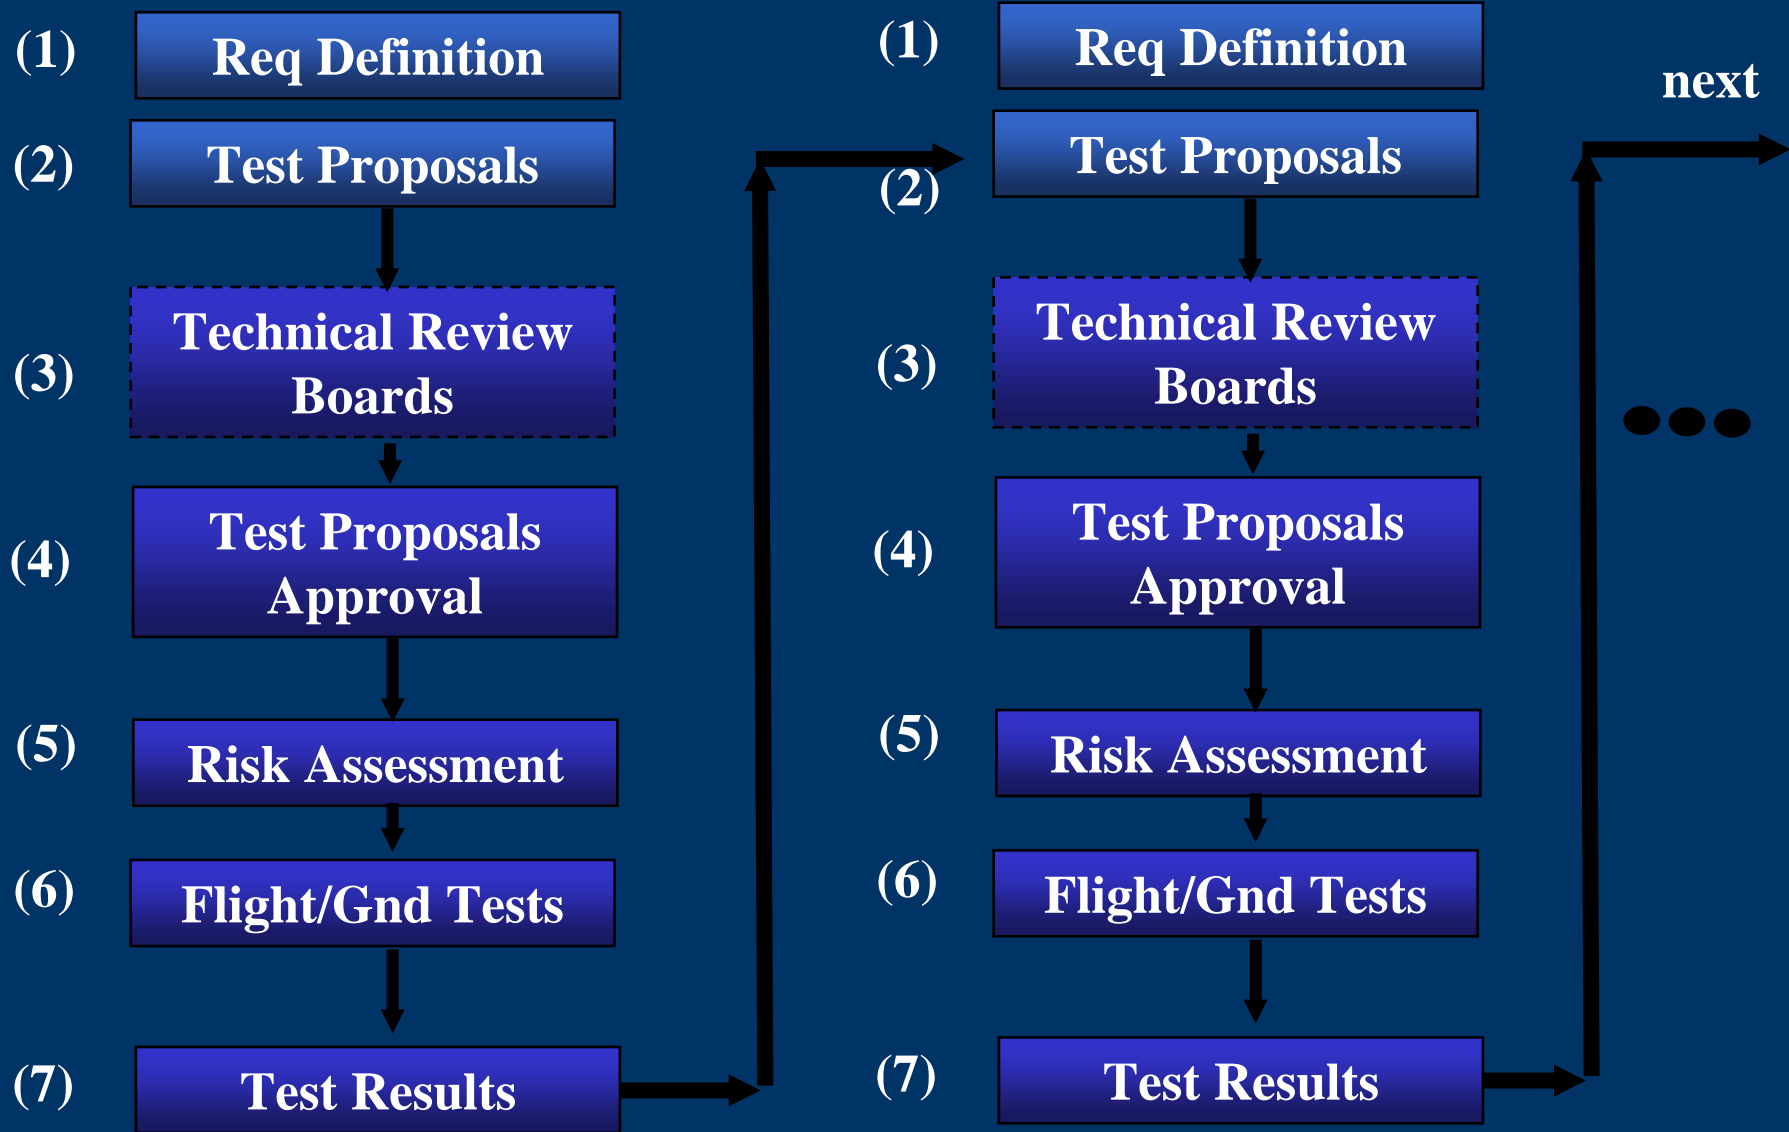 (1) Req Definition
(2) Test Proposals
(3) Technical Review
Boards
(4) Test Proposals
Approval
(5) Risk Assessment
(6) Flight/Gnd Tests
(7) Test Results
(1) Req Definition
(2) Test Proposals
(3) Technical Review
Boards
(4) Test Proposals
Approval
(5) Risk Assessment
(6) Flight/Gnd Tests
(7) Test Results
next